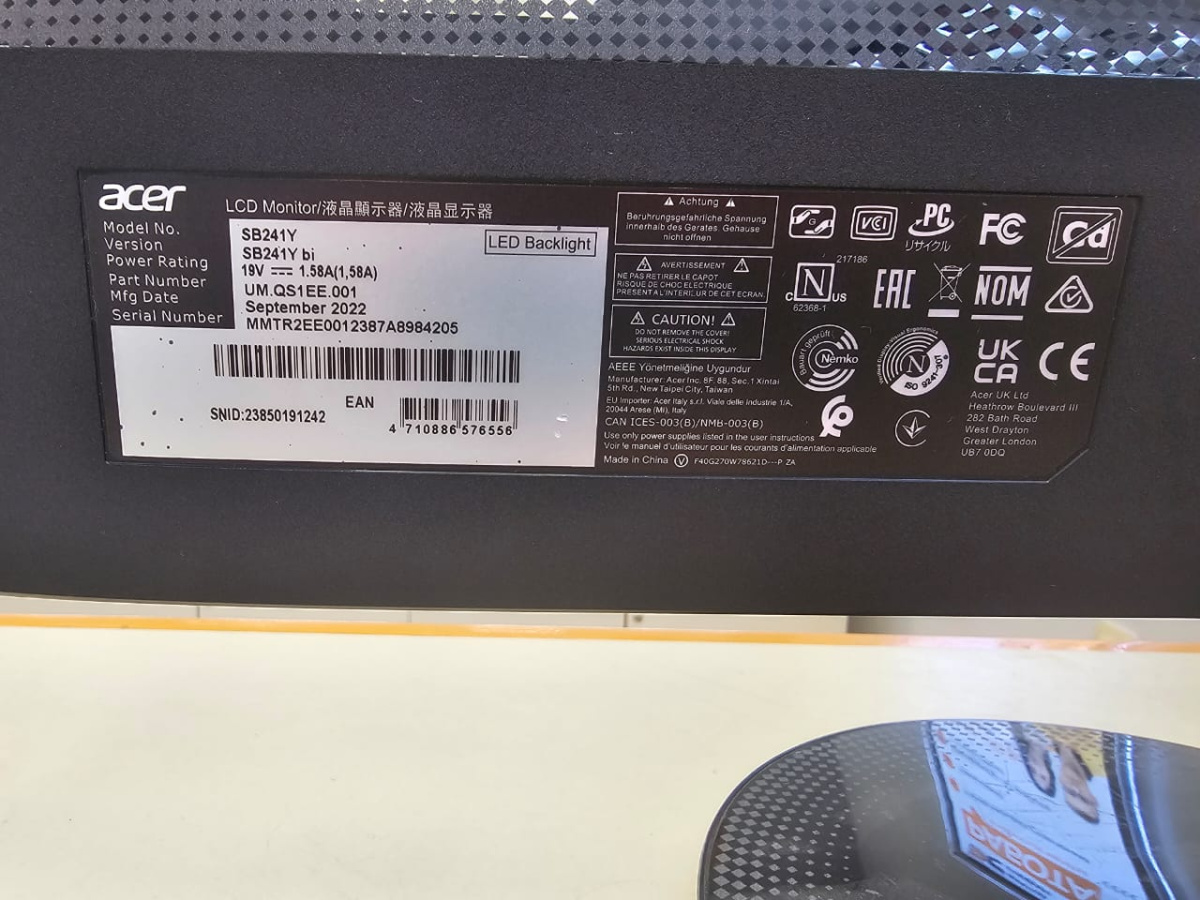 acer
LCD Monitor/液晶顯示器/液晶显示器
Model No. SB241Y
LED Backlight
Version SB241Y bi
Power Rating 19V 1.58A(1,58A)
Part Number UM.QS1EE.001
Mfg Date September 2022
Serial Number MMTR2EE0012387A8984205
SNID:23850191242
EAN
4 710886 576556
Achtung
Beruhrungsgefahrliche Spannung
innerhalb des Gerates. Gehause
nicht offnen
AVERTISSEMENT
NE PAS RETIRER LE CAPOT
RISQUE DE CHOC ELECTRIQUE
PRESENT A L'INTERIEUR DE CET ECRAN.
CAUTION!
DO NOT REMOVE THE COVER!
SERIOUS ELECTRICAL SHOCK
HAZARDS EXIST INSIDE THIS DISPLAY
AEEE Yönetmeliğine Uygundur
Manufacturer: Acer Inc. 8F. 88, Sec.1 Xintai
5th Rd., New Taipei City, Taiwan
EU Importer: Acer Italy s.r.l. Viale delle Industrie 1/A,
20044 Arese (MI), Italy
CAN ICES-003(B)/NMB-003(B)
Use only power supplies listed in the user instructions
Voir le manuel d'utilisateur pour les courants d'alimentation applicable
Made in China V F40G270W78621D---P ZA
VCI
PC
リサイクル
FC
Cd
217186
c N us
62368-1
EAC
NOM
Bauart geprüft
Nemko
N
ISO 9241-307
UK
CA
CE
Acer UK Ltd
Heathrow Boulevard III
282 Bath Road
West Drayton
Greater London
UB7 0DQ